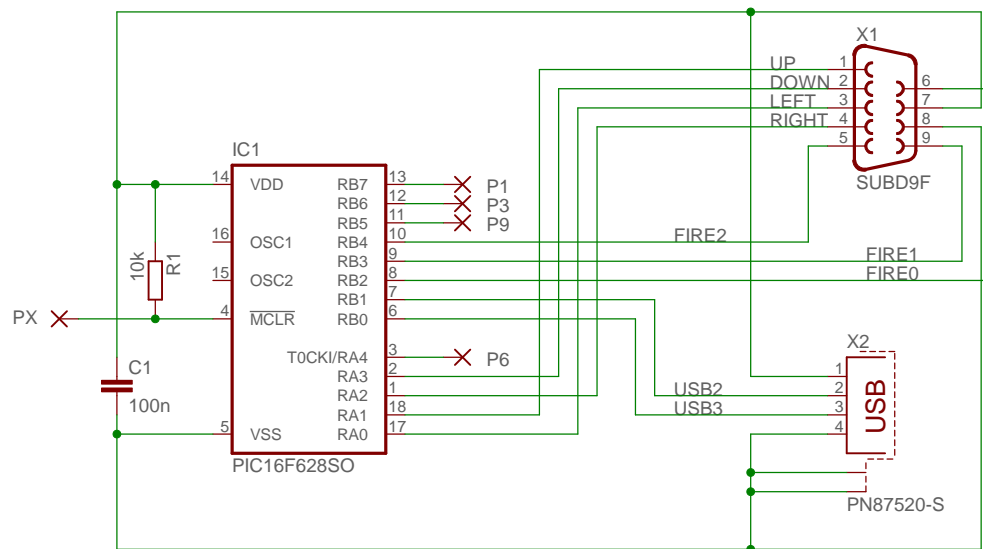 X1
UP
DOWN
LEFT
RIGHT
1
2
3
4
5
6
7
8
9
SUBD9F
IC1
14 VDD
16 OSC1
15 OSC2
4 MCLR
5 VSS
RB7 13
RB6 12
RB5 11
RB4 10
RB3 9
RB2 8
RB1 7
RB0 6
T0CKI/RA4 3
RA3 2
RA2 1
RA1 18
RA0 17
PIC16F628SO
P1
P3
P9
P6
FIRE2
FIRE1
FIRE0
10k
R1
PX
C1
100n
USB2
USB3
X2
1
2
3
4
USB
PN87520-S